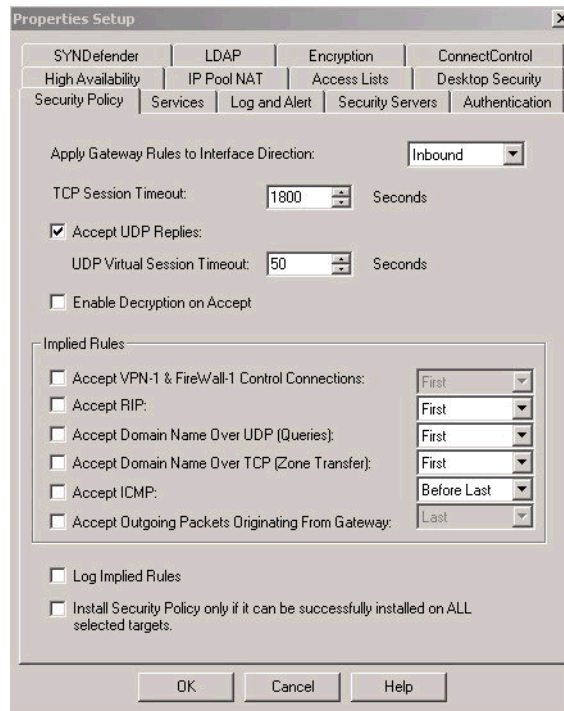 Properties Setup
SYNDefender LDAP Encryption ConnectControl
High Availability IP Pool NAT Access Lists Desktop Security
Security Policy Services Log and Alert Security Servers Authentication
Apply Gateway Rules to Interface Direction: Inbound
TCP Session Timeout: 1800 Seconds
Accept UDP Replies:
UDP Virtual Session Timeout: 50 Seconds
Enable Decryption on Accept
Implied Rules
Accept VPN-1 & FireWall-1 Control Connections: First
Accept RIP: First
Accept Domain Name Over UDP (Queries): First
Accept Domain Name Over TCP (Zone Transfer): First
Accept ICMP: Before Last
Accept Outgoing Packets Originating From Gateway: Last
Log Implied Rules
Install Security Policy only if it can be successfully installed on ALL
selected targets.
OK Cancel Help